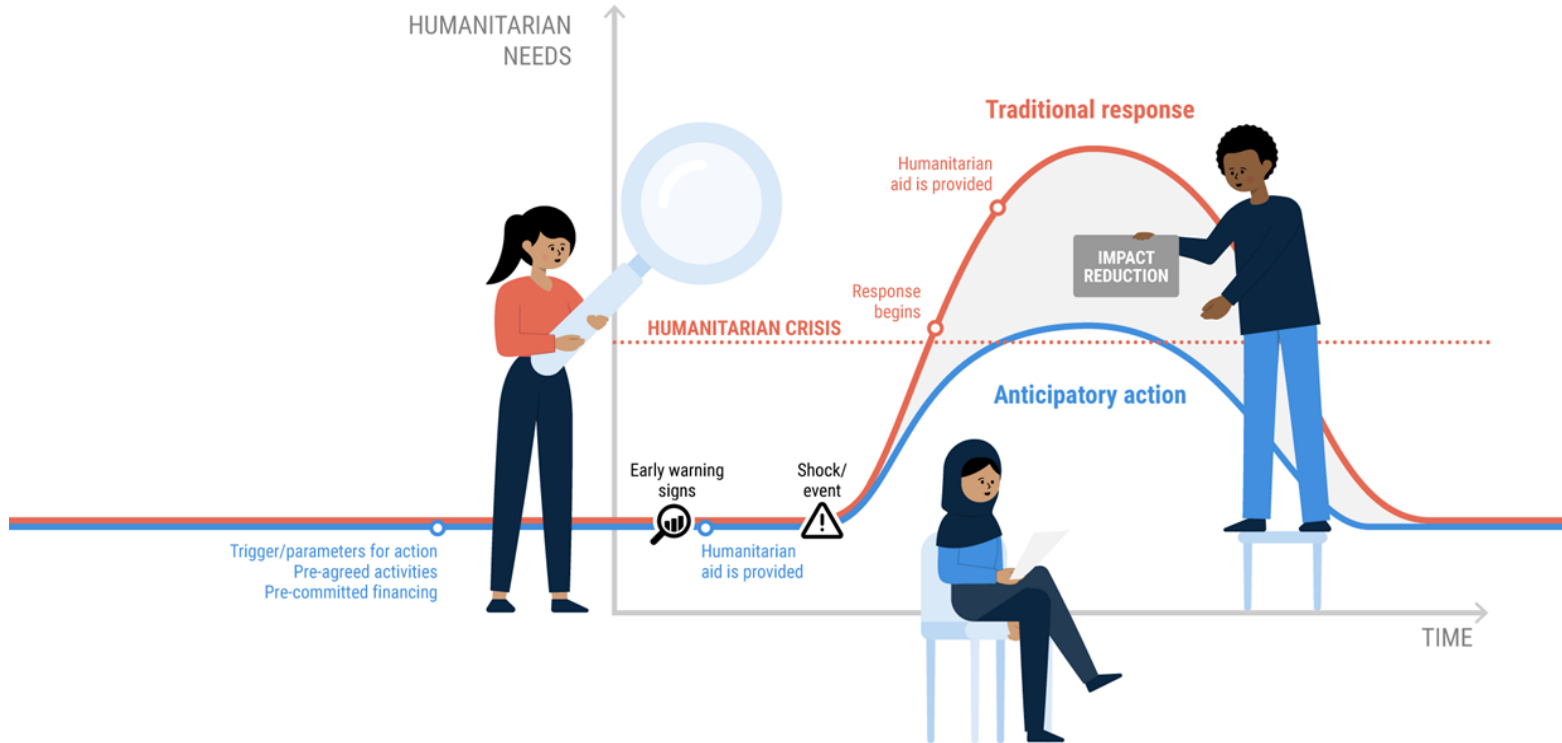 HUMANITARIAN
NEEDS
Traditional response
Humanitarian
aid is provided
IMPACT
REDUCTION
Response
begins
HUMANITARIAN CRISIS
Anticipatory action
Early warning
signs
Shock/
event
Trigger/parameters for action
Pre-agreed activities
Pre-committed financing
Humanitarian
aid is provided
TIME